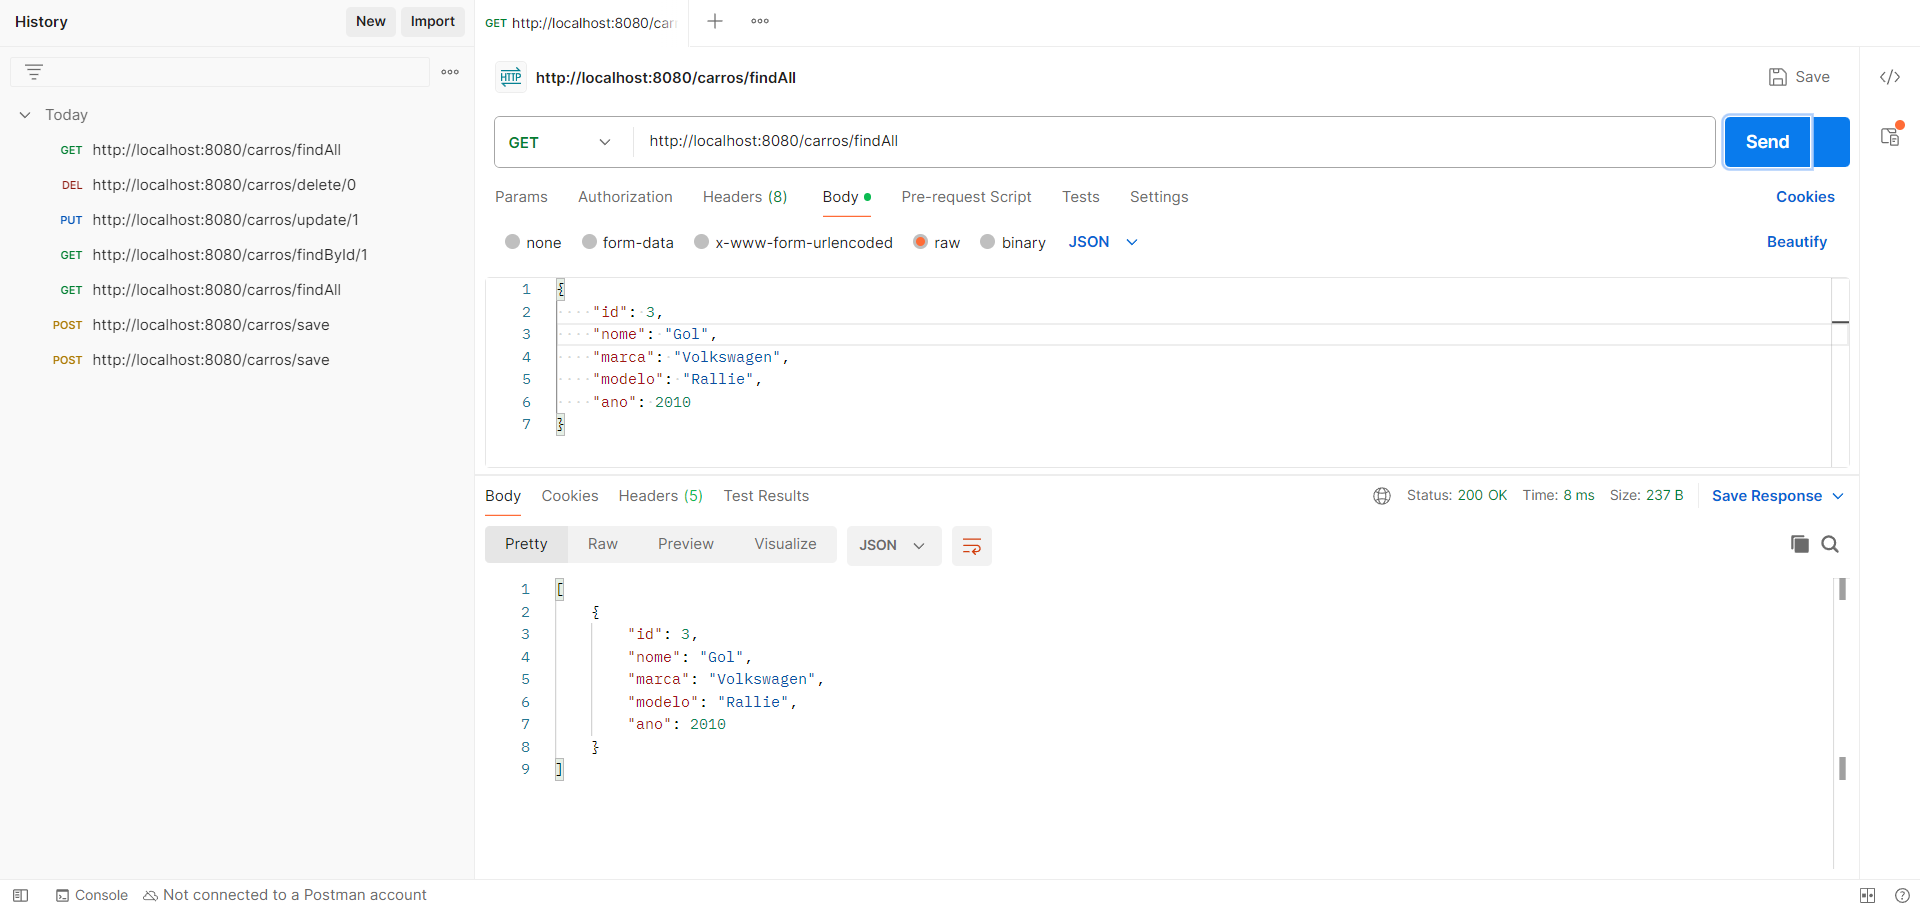 History
New
Import
GET http://localhost:8080/car
Today
GET http://localhost:8080/carros/findAll
DEL http://localhost:8080/carros/delete/0
PUT http://localhost:8080/carros/update/1
GET http://localhost:8080/carros/findById/1
GET http://localhost:8080/carros/findAll
POST http://localhost:8080/carros/save
POST http://localhost:8080/carros/save
HTTP http://localhost:8080/carros/findAll
Save
</>
GET http://localhost:8080/carros/findAll
Send
Params Authorization Headers (8) Body Pre-request Script Tests Settings Cookies
none form-data x-www-form-urlencoded raw binary JSON Beautify
1 {
2 "id": 3,
3 "nome": "Gol",
4 "marca": "Volkswagen",
5 "modelo": "Rallie",
6 "ano": 2010
7 }
Body Cookies Headers (5) Test Results Status: 200 OK Time: 8 ms Size: 237 B Save Response
Pretty Raw Preview Visualize JSON
1 [
2 {
3 "id": 3,
4 "nome": "Gol",
5 "marca": "Volkswagen",
6 "modelo": "Rallie",
7 "ano": 2010
8 }
9 ]
Console Not connected to a Postman account